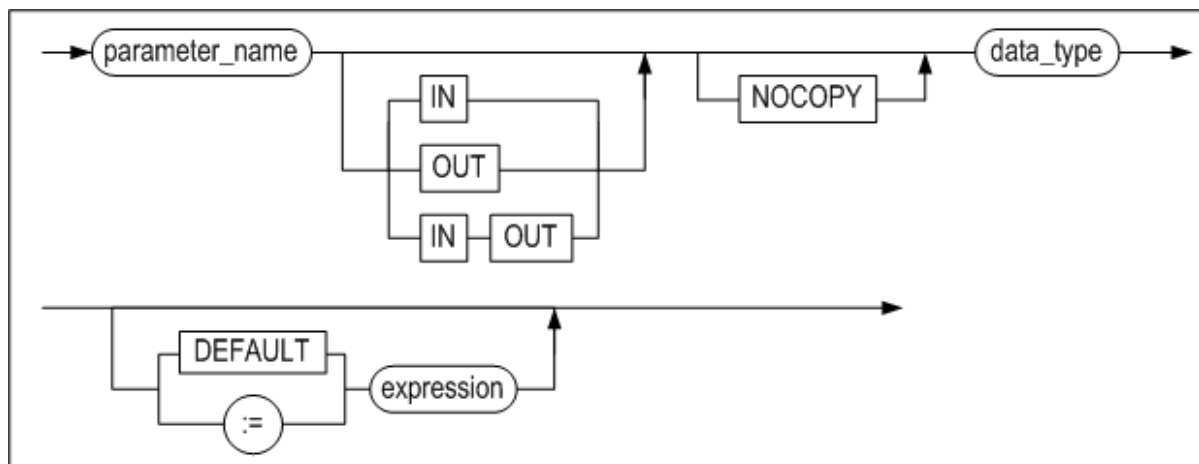 parameter_name data_type
IN NOCOPY
OUT
IN OUT
DEFAULT
expression
:=